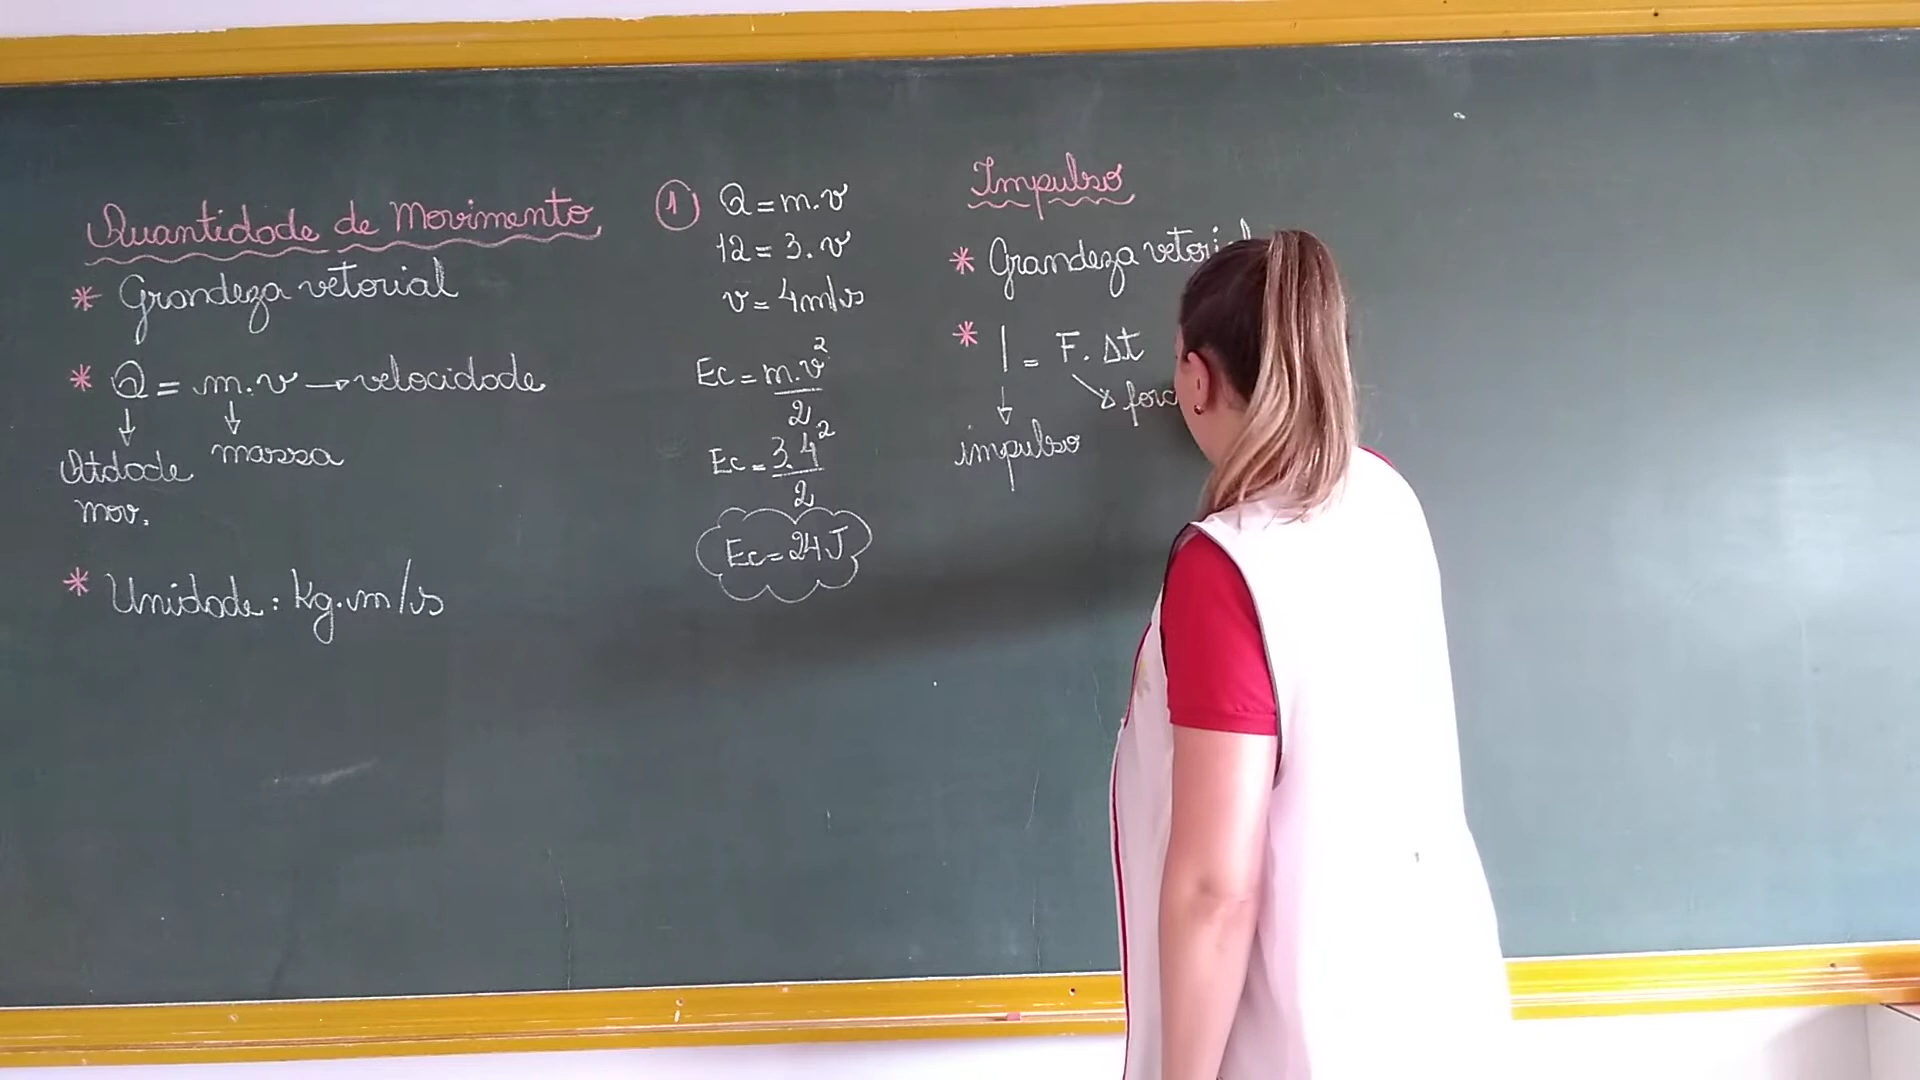 Quantidade de Movimento
* Grandeza vetorial
* Q = m.v → velocidade
Qtdade mov.
massa
* Unidade: Kg.m/s
1
Q = m.v
12 = 3.v
v = 4m/s
Ec = m.v²/2
Ec = 3.4²/2
Ec = 24J
Impulso
* Grandeza vetorial
* I = F. Δt
impulso